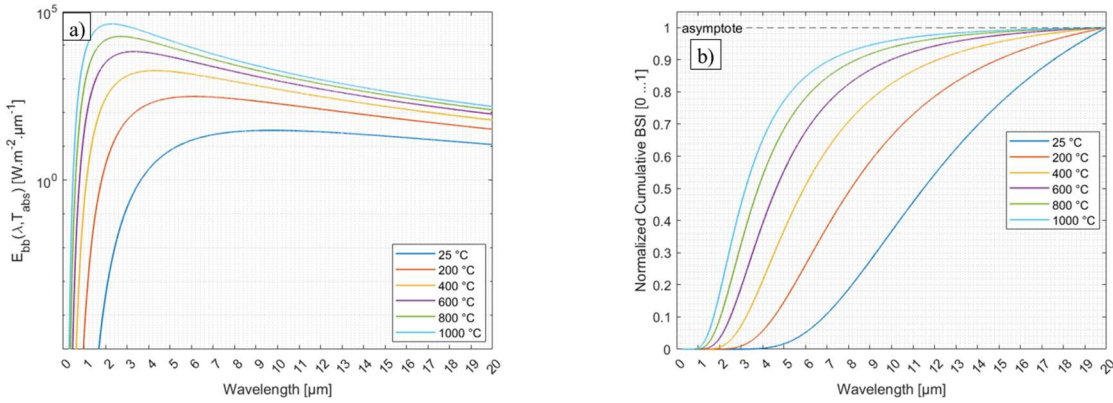 a)
10^5
10^0
E_bb(λ,T_abs) [W.m^-2.µm^-1]
0 1 2 3 4 5 6 7 8 9 10 11 12 13 14 15 16 17 18 19 20
Wavelength [µm]
25 °C
200 °C
400 °C
600 °C
800 °C
1000 °C
b)
asymptote
1
0.9
0.8
0.7
0.6
0.5
0.4
0.3
0.2
0.1
0
Normalized Cumulative BSI [0 ...1]
0 1 2 3 4 5 6 7 8 9 10 11 12 13 14 15 16 17 18 19 20
Wavelength [µm]
25 °C
200 °C
400 °C
600 °C
800 °C
1000 °C